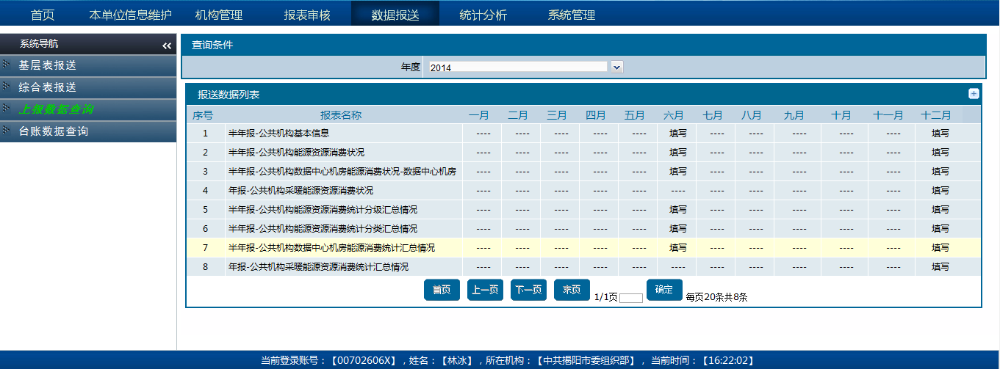 首页 本单位信息维护 机构管理 报表审核 数据报送 统计分析 系统管理
系统导航
基层表报送
综合表报送
上报数据查询
台账数据查询
查询条件
年度 2014
报送数据列表
序号 报表名称 一月 二月 三月 四月 五月 六月 七月 八月 九月 十月 十一月 十二月
1 半年报-公共机构基本信息 ---- ---- ---- ---- ---- 填写 ---- ---- ---- ---- ---- 填写
2 半年报-公共机构能源资源消费状况 ---- ---- ---- ---- ---- 填写 ---- ---- ---- ---- ---- 填写
3 半年报-公共机构数据中心机房能源消费状况-数据中心机房 ---- ---- ---- ---- ---- 填写 ---- ---- ---- ---- ---- 填写
4 年报-公共机构采暖能源资源消费状况 ---- ---- ---- ---- ---- ---- ---- ---- ---- ---- ---- 填写
5 半年报-公共机构能源资源消费统计分级汇总情况 ---- ---- ---- ---- ---- 填写 ---- ---- ---- ---- ---- 填写
6 半年报-公共机构能源资源消费统计分类汇总情况 ---- ---- ---- ---- ---- 填写 ---- ---- ---- ---- ---- 填写
7 半年报-公共机构数据中心机房能源消费统计汇总情况 ---- ---- ---- ---- ---- 填写 ---- ---- ---- ---- ---- 填写
8 年报-公共机构采暖能源资源消费统计汇总情况 ---- ---- ---- ---- ---- ---- ---- ---- ---- ---- ---- 填写
首页 上一页 下一页 末页 1/1页 确定 每页20条共8条
当前登录账号：【00702606X】，姓名：【林冰】，所在机构：【中共揭阳市委组织部】， 当前时间：【16:22:02】